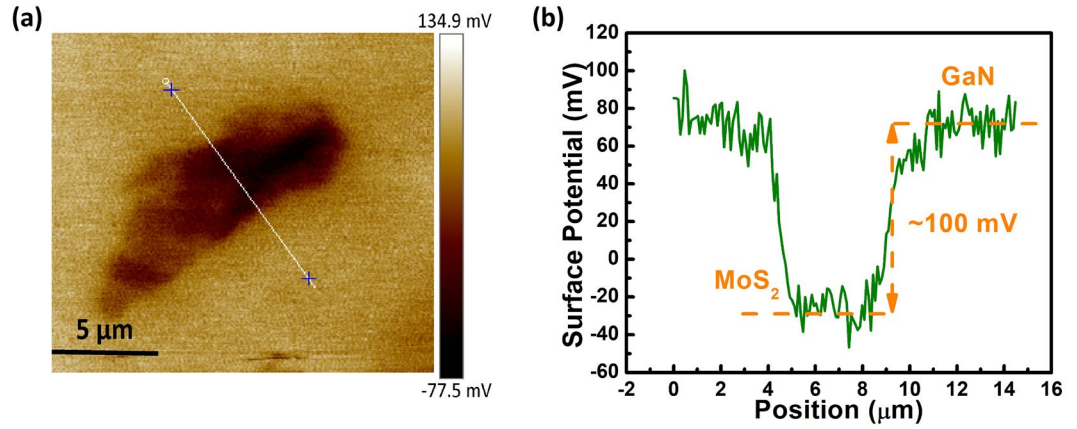 (a)
134.9 mV
5 µm
-77.5 mV
(b)
Surface Potential (mV)
120
100
80
60
40
20
0
-20
-40
-60
GaN
~100 mV
MoS2
-2 0 2 4 6 8 10 12 14 16
Position (µm)